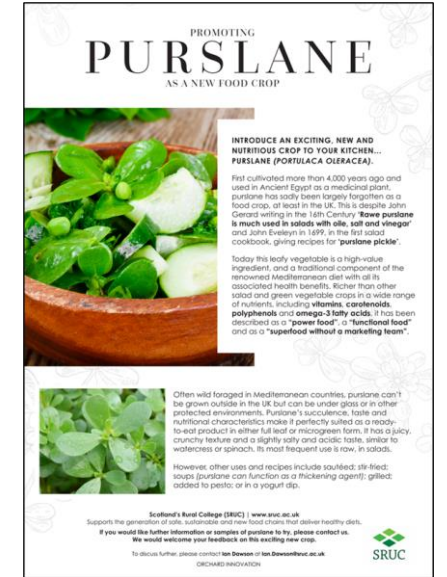 PROMOTING
PURSLANE
AS A NEW FOOD CROP
INTRODUCE AN EXCITING, NEW AND
NUTRITIOUS CROP TO YOUR KITCHEN...
PURSLANE (PORTULACA OLERACEA).
First cultivated more than 4,000 years ago and
used in Ancient Egypt as a medicinal plant,
purslane has sadly been largely forgotten as a
food crop, at least in the UK. This is despite John
Gerard writing in the 16th Century 'Rawe purslane
is much used in salads with oile, salt and vinegar'
and John Eveleyn in 1699, in the first salad
cookbook, giving recipes for 'purslane pickle'.
Today this leafy vegetable is a high-value
ingredient, and a traditional component of the
renowned Mediterranean diet with all its
associated health benefits. Richer than other
salad and green vegetable crops in a wide range
of nutrients, including vitamins, carotenoids,
polyphenols and omega-3 fatty acids, it has been
described as a "power food", a "functional food"
and as a "superfood without a marketing team".
Often wild foraged in Mediterranean countries, purslane can't
be grown outside in the UK but can be under glass or in other
protected environments. Purslane's succulence, taste and
nutritional characteristics make it perfectly suited as a ready-
to-eat product in either full leaf or microgreen form. It has a juicy,
crunchy texture and a slightly salty and acidic taste, similar to
watercress or spinach. Its most frequent use is raw, in salads.
However, other uses and recipes include sautéed; stir-fried;
soups (purslane can function as a thickening agent); grilled;
added to pesto; or in a yogurt dip.
Scotland's Rural College (SRUC) | www.sruc.ac.uk
Supports the generation of safe, sustainable and new food chains that deliver healthy diets.
If you would like further information or samples of purslane to try, please contact us.
We would welcome your feedback on this exciting new crop.
To discuss further, please contact Ian Dawson at Ian.Dawson@sruc.ac.uk
ORCHARD INNOVATION
SRUC